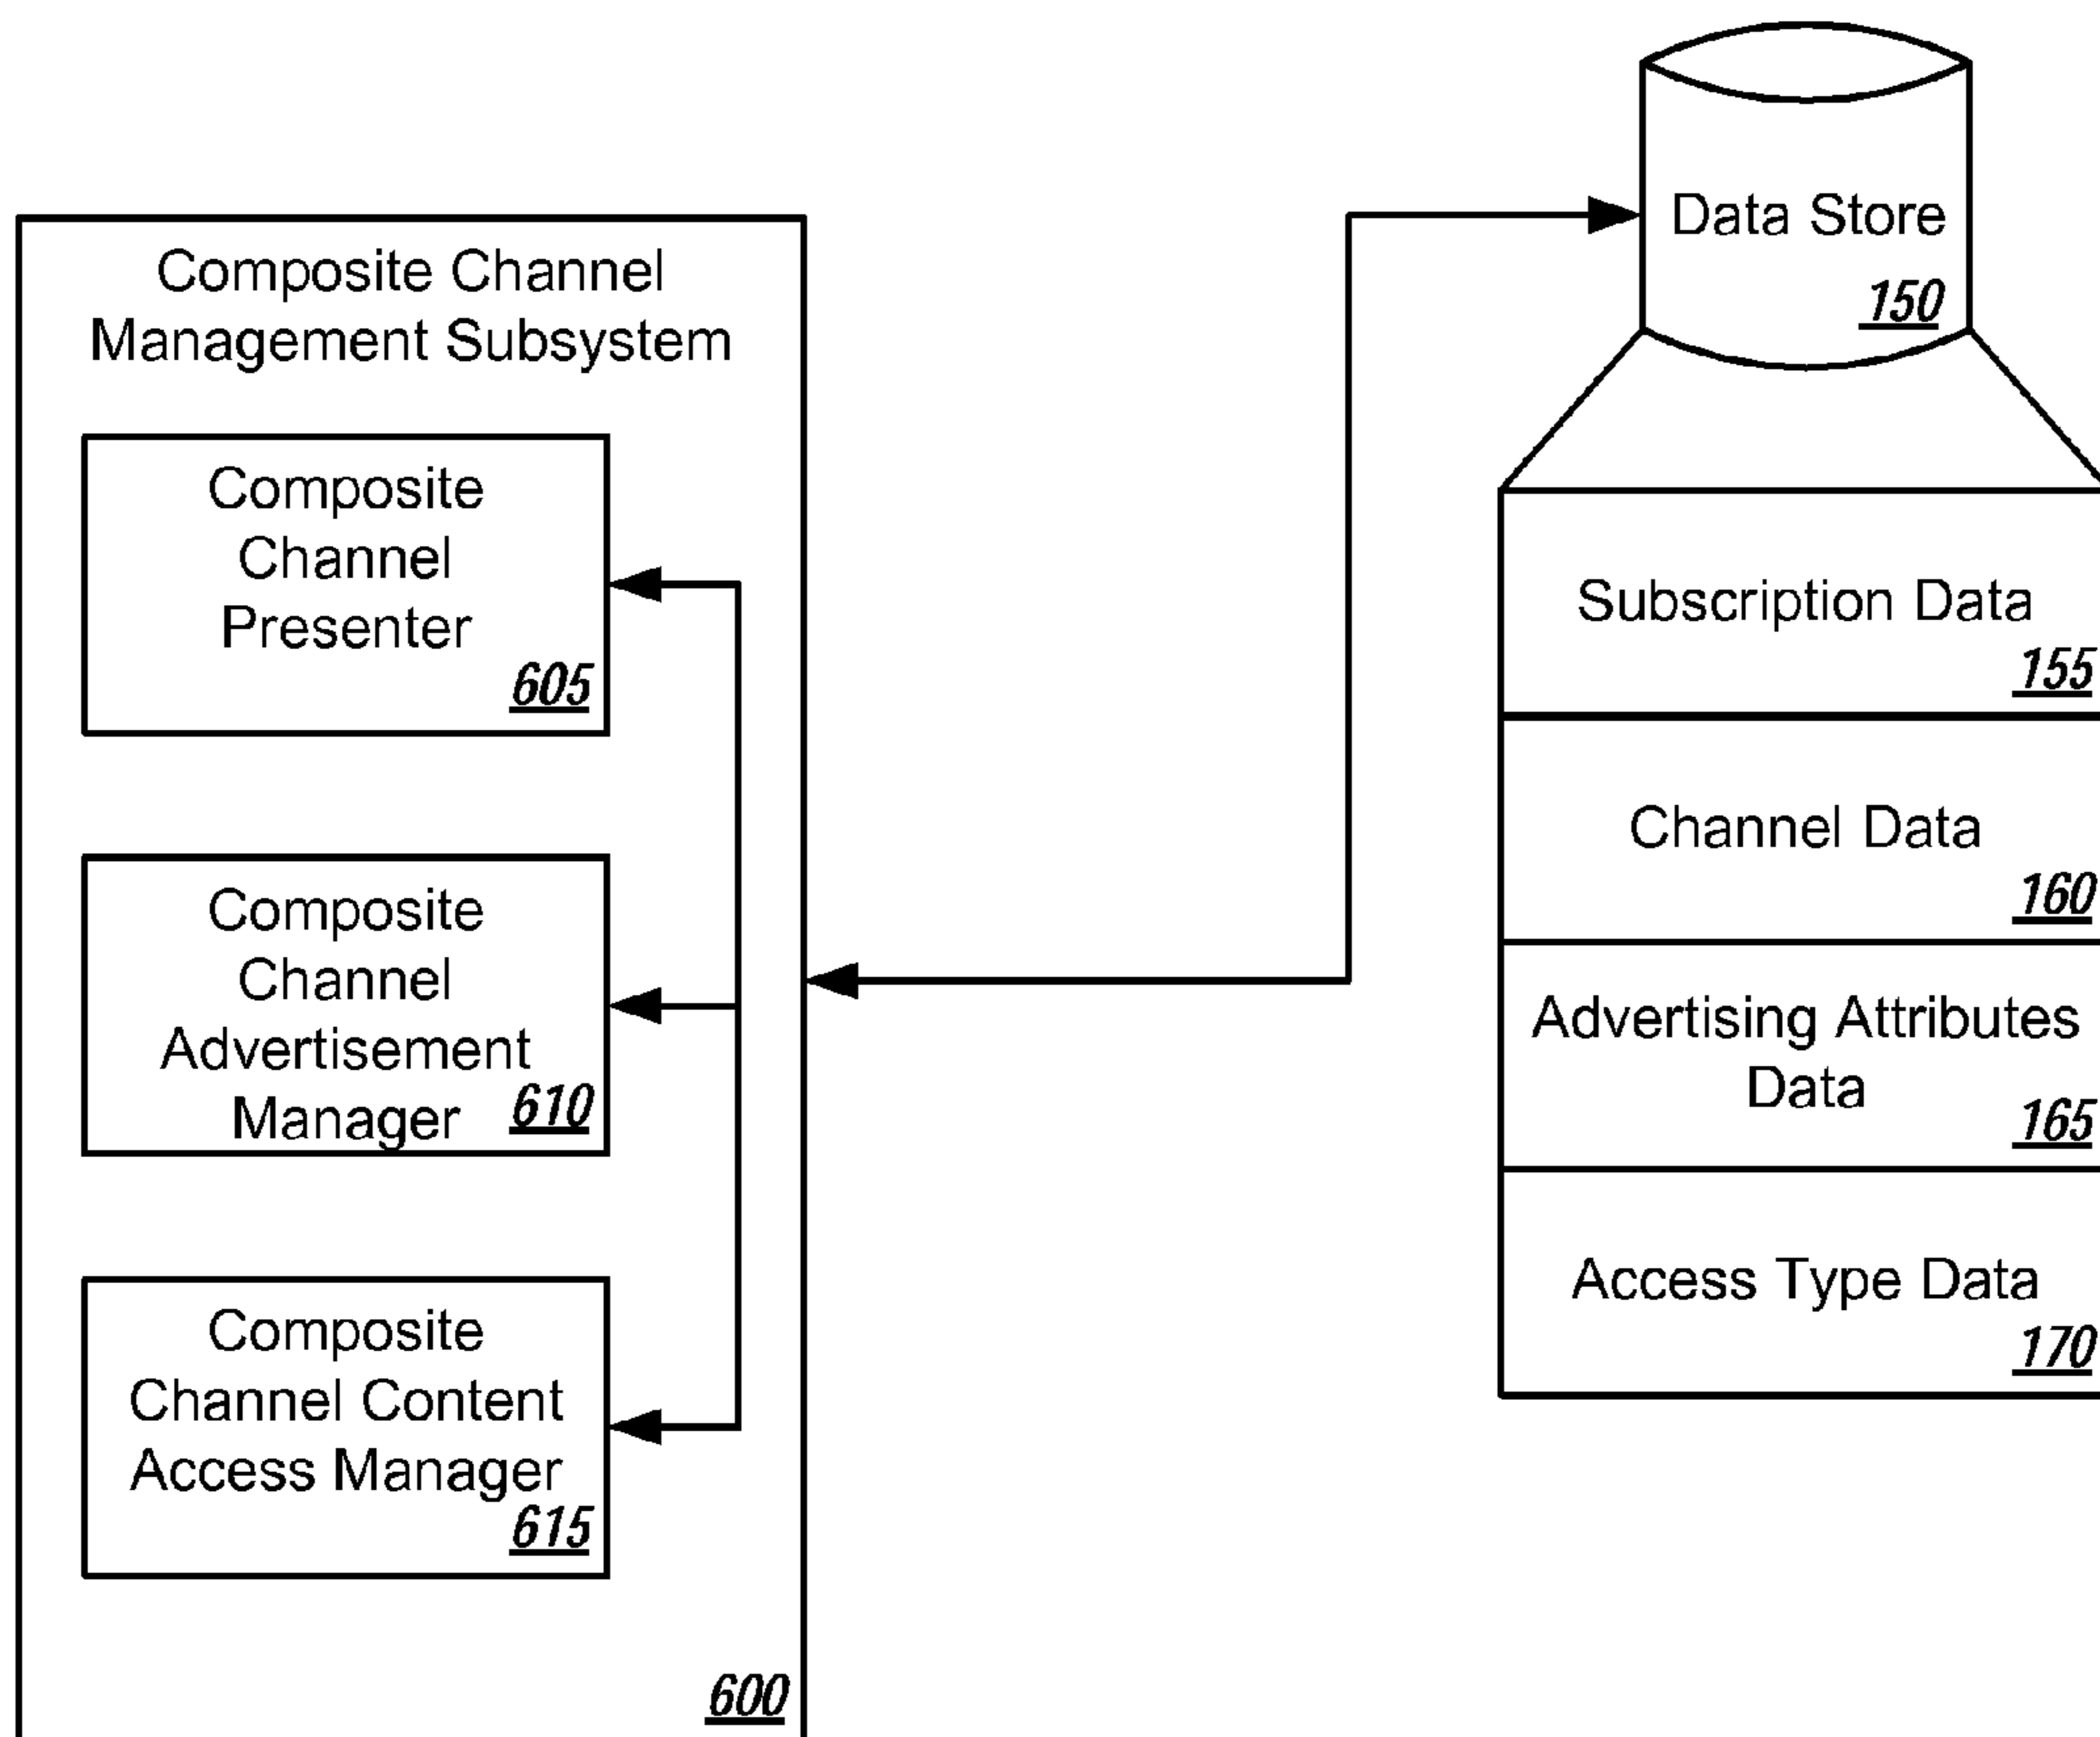 Composite Channel
Management Subsystem
Composite
Channel
Presenter
605
Composite
Channel
Advertisement
Manager 610
Composite
Channel Content
Access Manager
615
600
Data Store
150
Subscription Data
155
Channel Data
160
Advertising Attributes
Data
165
Access Type Data
170